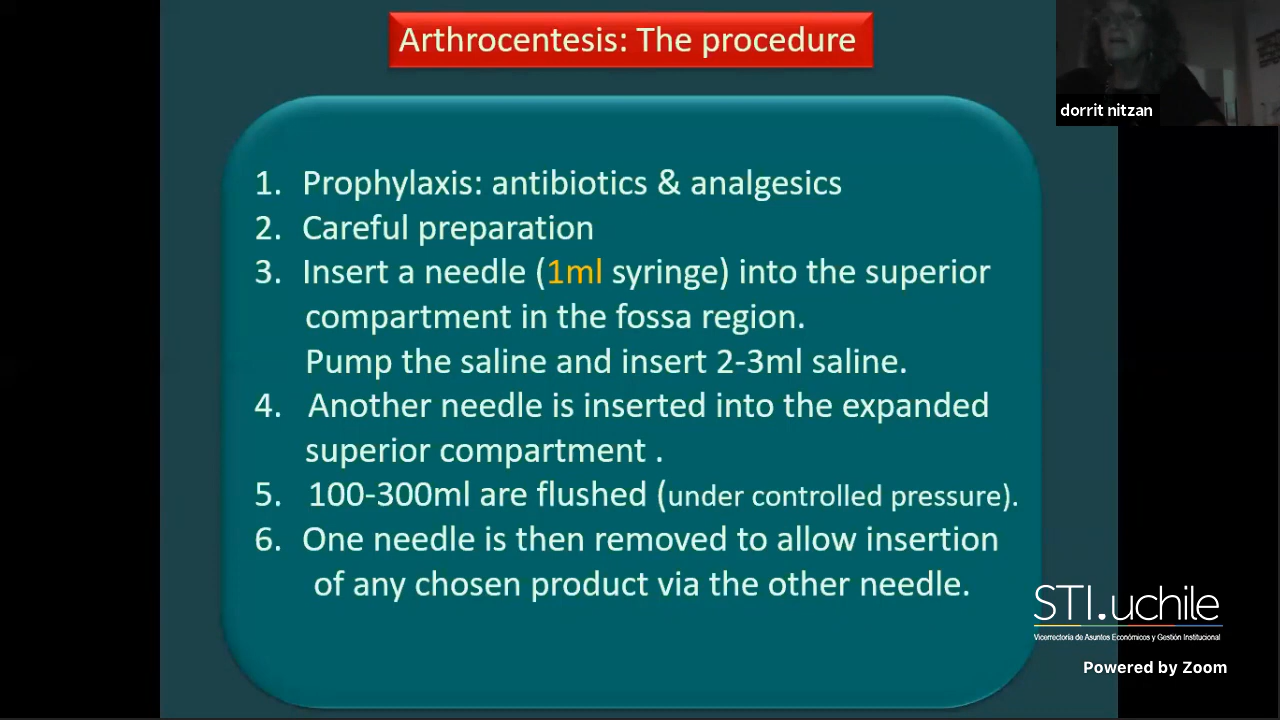 Arthrocentesis: The procedure
dorrit nitzan
1. Prophylaxis: antibiotics & analgesics
2. Careful preparation
3. Insert a needle (1ml syringe) into the superior
compartment in the fossa region.
Pump the saline and insert 2-3ml saline.
4. Another needle is inserted into the expanded
superior compartment .
5. 100-300ml are flushed (under controlled pressure).
6. One needle is then removed to allow insertion
of any chosen product via the other needle.
STI.uchile
Vicerrectoría de Asuntos Económicos y Gestión Institucional
Powered by Zoom